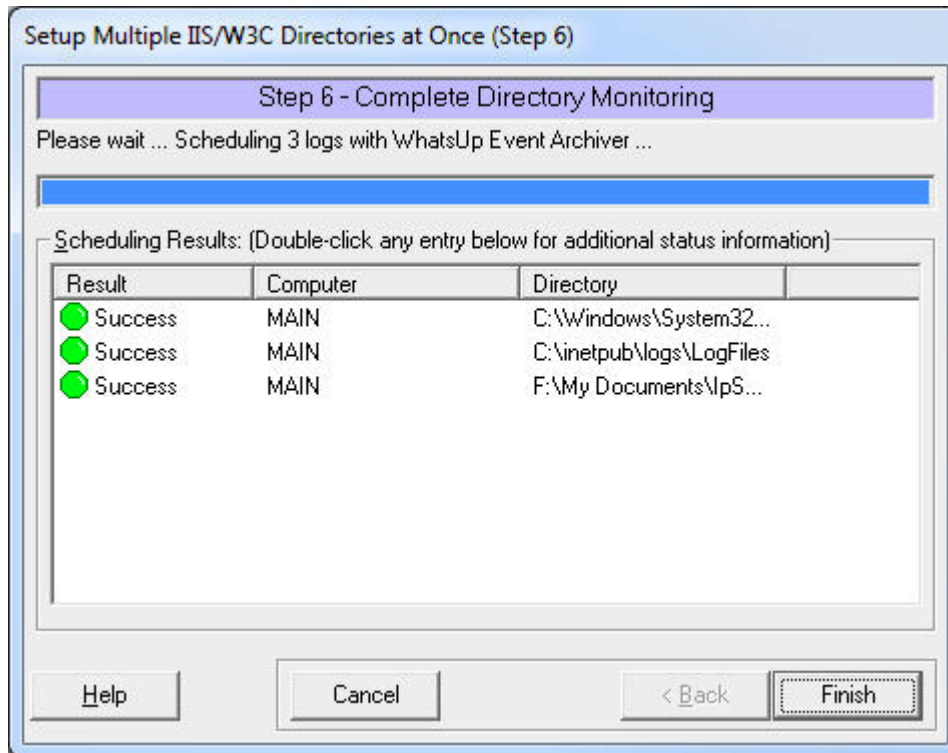 Setup Multiple IIS/W3C Directories at Once (Step 6)
Step 6 - Complete Directory Monitoring
Please wait ... Scheduling 3 logs with WhatsUp Event Archiver ...
Scheduling Results: (Double-click any entry below for additional status information)
Result Computer Directory
Success MAIN C:\Windows\System32...
Success MAIN C:\inetpub\logs\LogFiles
Success MAIN F:\My Documents\IpS...
Help Cancel < Back Finish